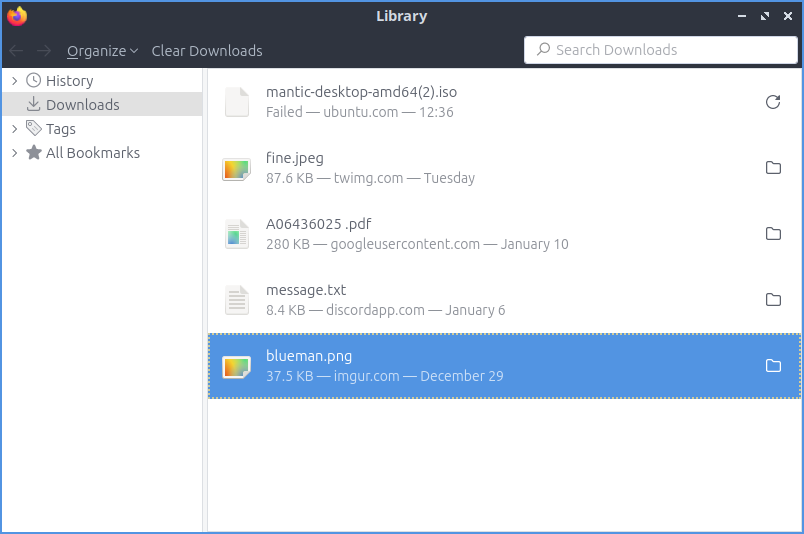 Library
Organize Clear Downloads Search Downloads
History
Downloads
Tags
All Bookmarks
mantic-desktop-amd64(2).iso
Failed — ubuntu.com — 12:36
fine.jpeg
87.6 KB — twimg.com — Tuesday
A06436025 .pdf
280 KB — googleusercontent.com — January 10
message.txt
8.4 KB — discordapp.com — January 6
blueman.png
37.5 KB — imgur.com — December 29